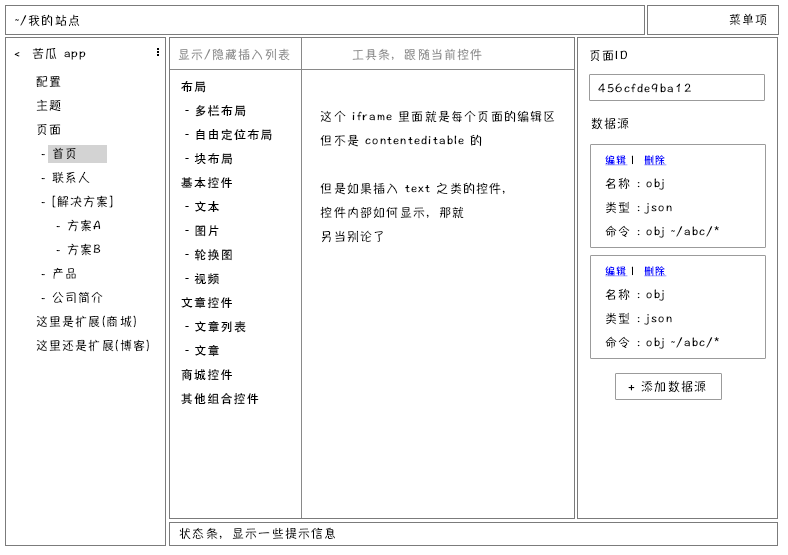 ~/我的站点
菜单项
< 苦瓜 app
配置
主题
页面
- 首页
- 联系人
- [解决方案]
- 方案A
- 方案B
- 产品
- 公司简介
这里是扩展(商城)
这里还是扩展(博客)
显示/隐藏插入列表
布局
- 多栏布局
- 自由定位布局
- 块布局
基本控件
- 文本
- 图片
- 轮换图
- 视频
文章控件
- 文章列表
- 文章
商城控件
其他组合控件
工具条，跟随当前控件
这个 iframe 里面就是每个页面的编辑区
但不是 contenteditable 的
但是如果插入 text 之类的控件，
控件内部如何显示，那就
另当别论了
页面ID
456cfde9ba12
数据源
编辑 | 删除
名称 : obj
类型 : json
命令 : obj ~/abc/*
编辑 | 删除
名称 : obj
类型 : json
命令 : obj ~/abc/*
+ 添加数据源
状态条，显示一些提示信息